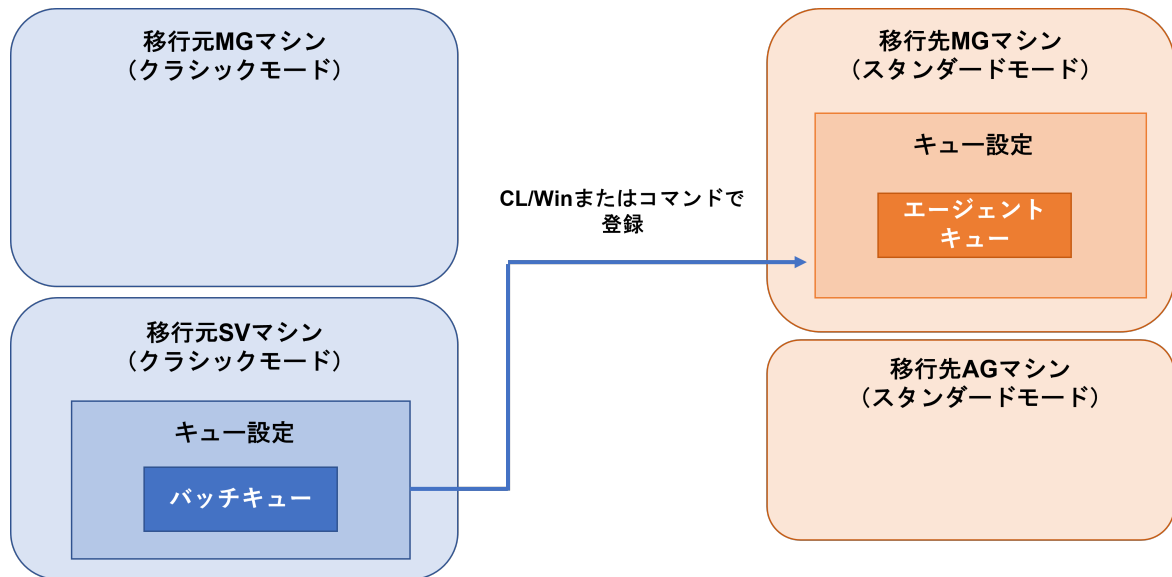 移行元MGマシン
（クラシックモード）
移行元SVマシン
（クラシックモード）
キュー設定
バッチキュー
CL/Winまたはコマンドで
登録
移行先MGマシン
（スタンダードモード）
キュー設定
エージェント
キュー
移行先AGマシン
（スタンダードモード）